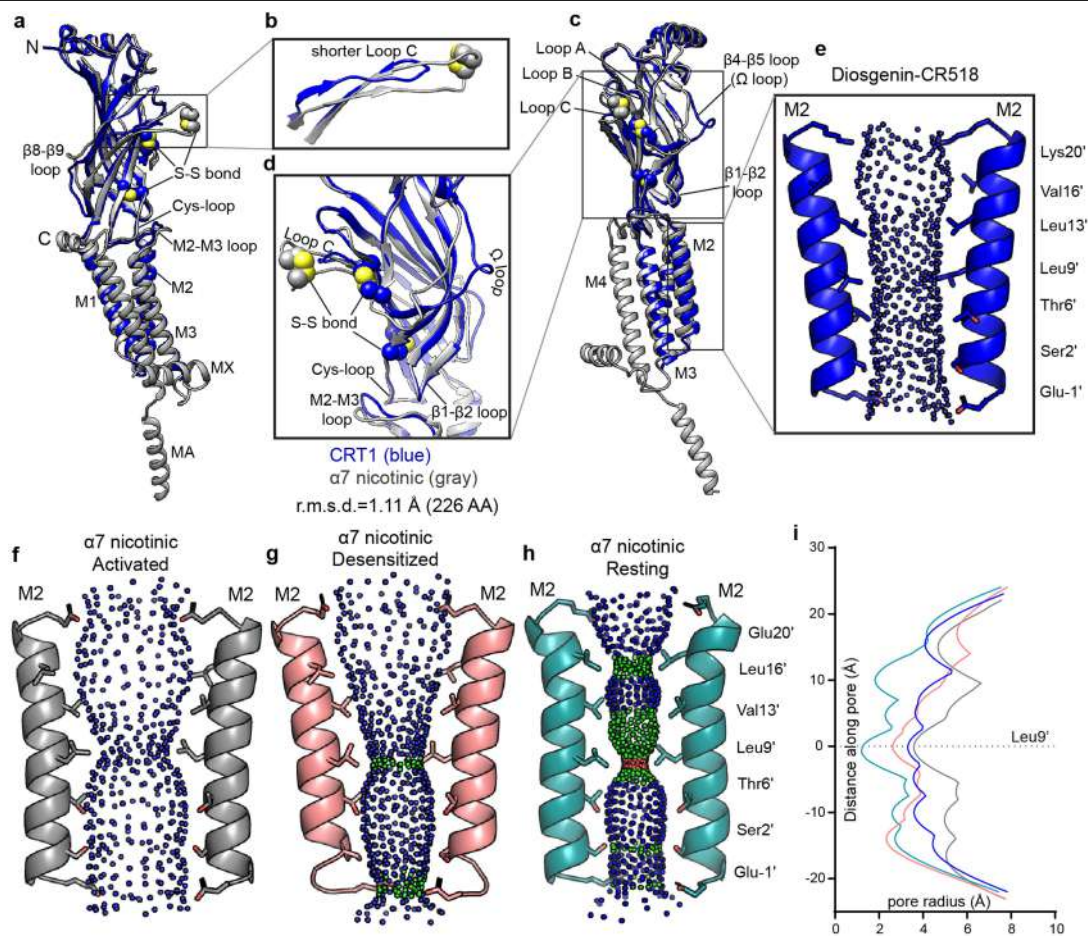 a
N
β8-β9
loop
S-S bond
Cys-loop
C
M2-M3 loop
M2
M1
M3
MX
MA
b
shorter Loop C
d
Loop C
Ω loop
S-S bond
Cys-loop
M2-M3
loop
β1-β2 loop
CRT1 (blue)
α7 nicotinic (gray)
r.m.s.d.=1.11 Å (226 AA)
c
Loop A
Loop B
Loop C
β4-β5 loop
(Ω loop)
β1-β2
loop
M2
M4
M3
e
Diosgenin-CR518
M2
M2
Lys20'
Val16'
Leu13'
Leu9'
Thr6'
Ser2'
Glu-1'
f
α7 nicotinic
Activated
M2
M2
g
α7 nicotinic
Desensitized
M2
M2
h
α7 nicotinic
Resting
M2
M2
Glu20'
Leu16'
Val13'
Leu9'
Thr6'
Ser2'
Glu-1'
i
Distance along pore (Å)
30
20
10
0
-10
-20
Leu9'
pore radius (Å)
0 2 4 6 8 10